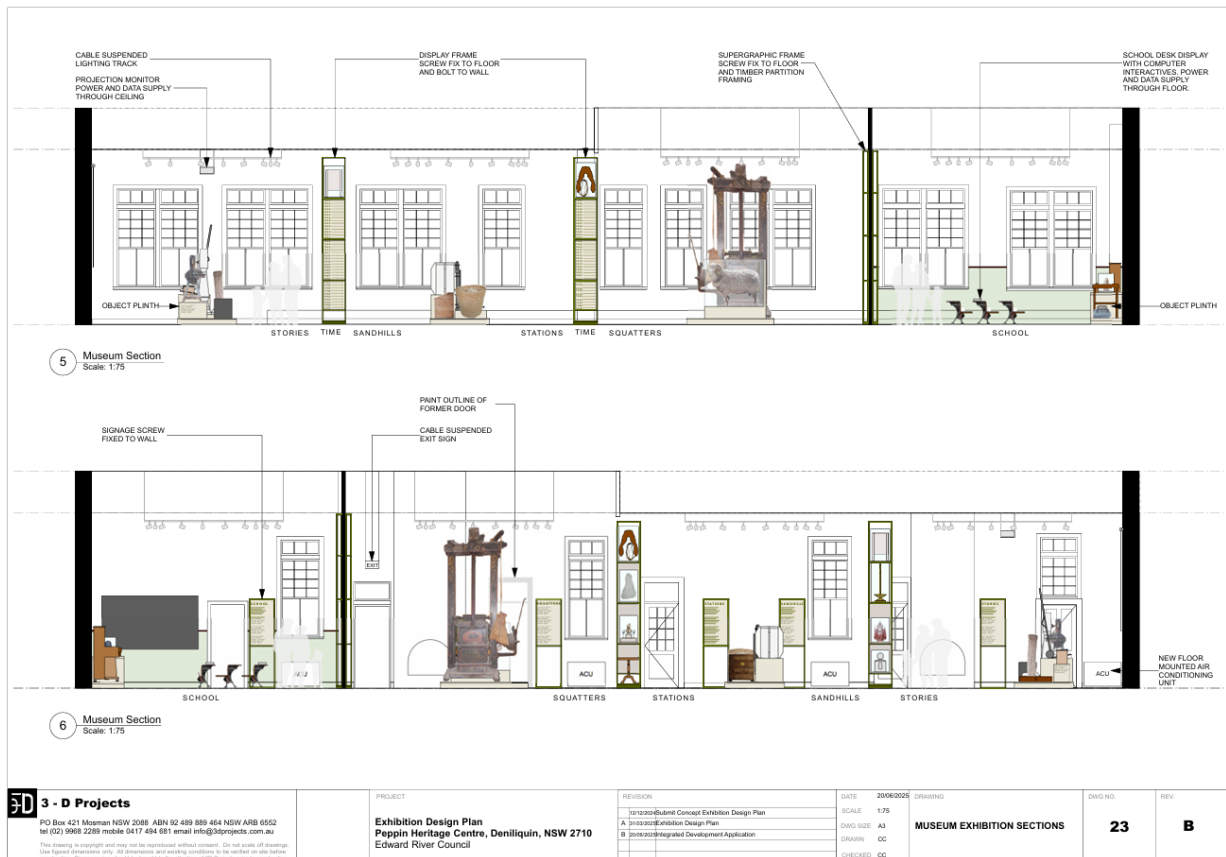 CABLE SUSPENDED
LIGHTING TRACK
PROJECTION MONITOR
POWER AND DATA SUPPLY
THROUGH CEILING
DISPLAY FRAME
SCREW FIX TO FLOOR
AND BOLT TO WALL
SUPERGRAPHIC FRAME
SCREW FIX TO FLOOR
AND TIMBER PARTITION
FRAMING
SCHOOL DESK DISPLAY
WITH COMPUTER
INTERACTIVES. POWER
AND DATA SUPPLY
THROUGH FLOOR.
OBJECT PLINTH
OBJECT PLINTH
STORIES TIME SANDHILLS STATIONS TIME SQUATTERS SCHOOL
5 Museum Section
Scale: 1:75
PAINT OUTLINE OF
FORMER DOOR
SIGNAGE SCREW
FIXED TO WALL
CABLE SUSPENDED
EXIT SIGN
EXIT
SCHOOL
SQUATTERS
STATIONS
SANDHILLS
STORIES
ACU
ACU
ACU
ACU
NEW FLOOR
MOUNTED AIR
CONDITIONING
UNIT
SCHOOL SQUATTERS STATIONS SANDHILLS STORIES
6 Museum Section
Scale: 1:75
3-D
3 - D Projects
PO Box 421 Mosman NSW 2088 ABN 92 489 889 464 NSW ARB 6552
tel (02) 9968 2289 mobile 0417 494 681 email info@3dprojects.com.au
This drawing is copyright and may not be reproduced without consent. Do not scale off drawings.
Use figured dimensions only. All dimensions and existing conditions to be verified on site before
PROJECT
Exhibition Design Plan
Peppin Heritage Centre, Deniliquin, NSW 2710
Edward River Council
REVISION
12/12/2024 Submit Concept Exhibition Design Plan
A 31/03/2025 Exhibition Design Plan
B 20/06/2025 Integrated Development Application
DATE 20/06/2025
SCALE 1:75
DWG SIZE A3
DRAWN CC
CHECKED CC
DRAWING
MUSEUM EXHIBITION SECTIONS
DWG NO.
23
REV.
B